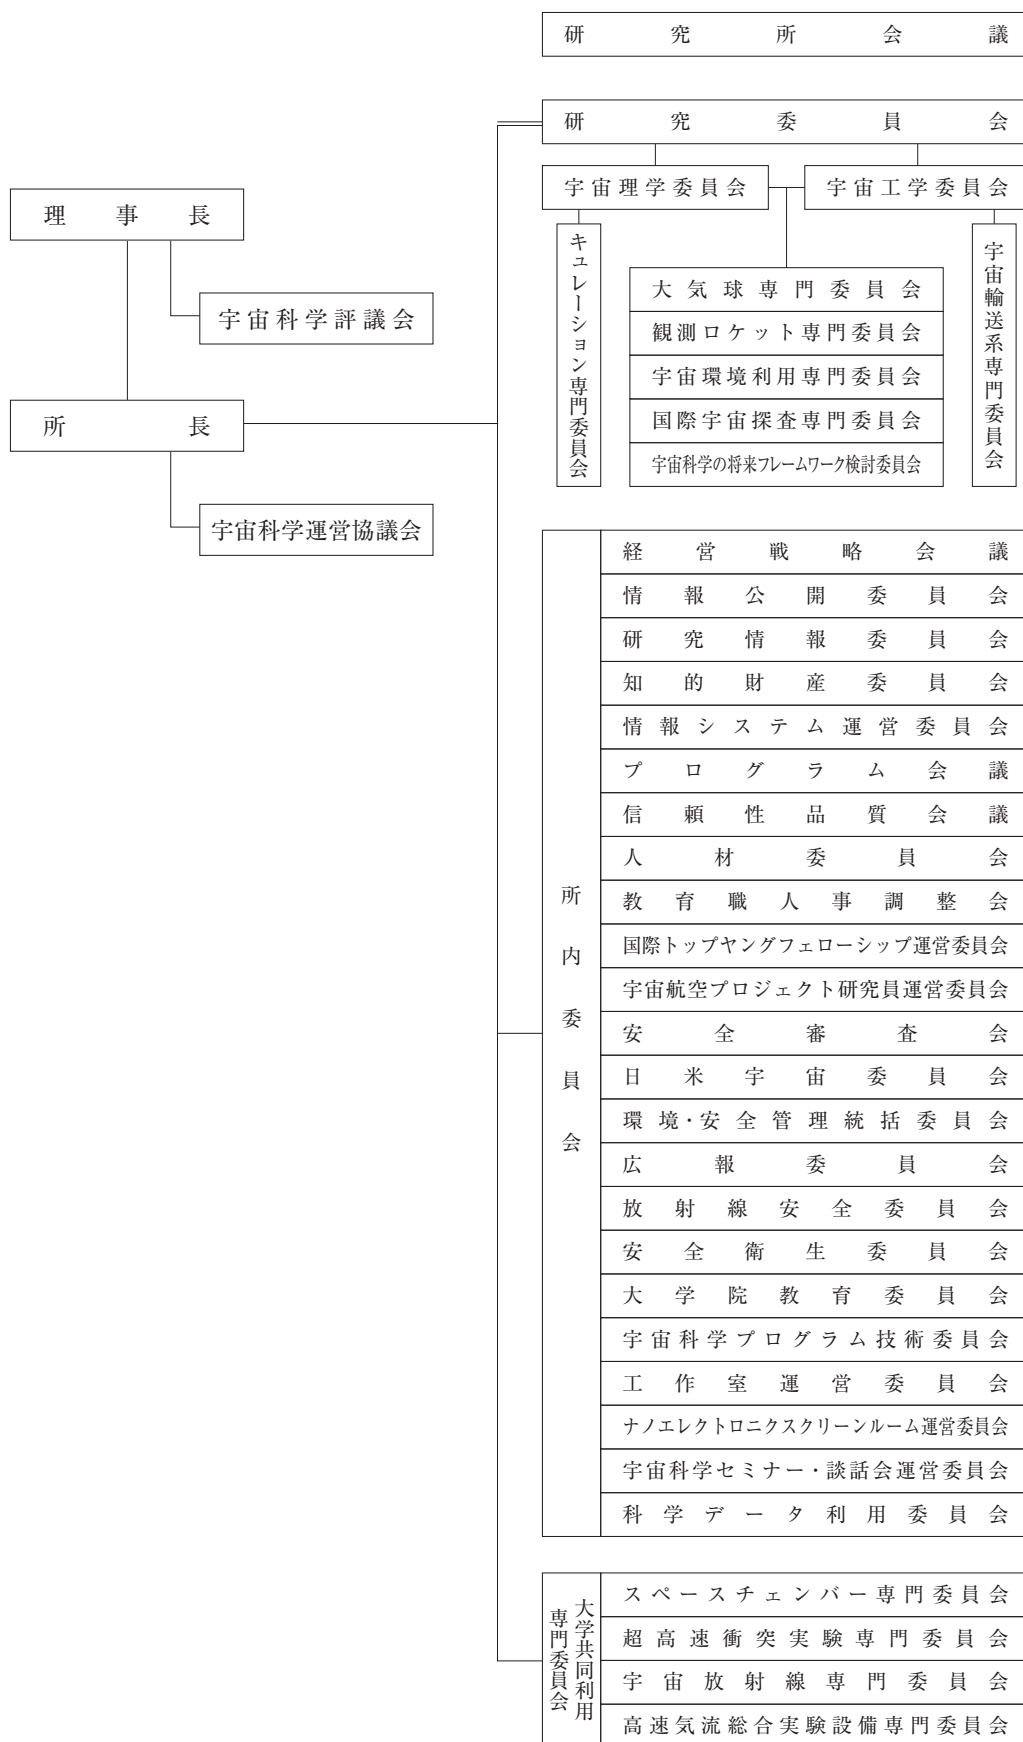 研究所会議
研究委員会
宇宙理学委員会
宇宙工学委員会
理事長
宇宙科学評議会
所長
宇宙科学運営協議会
キュレーション専門委員会
大気球専門委員会
観測ロケット専門委員会
宇宙環境利用専門委員会
国際宇宙探査専門委員会
宇宙科学の将来フレームワーク検討委員会
宇宙輸送系専門委員会
所内委員会
経営戦略会議
情報公開委員会
研究情報委員会
知的財産委員会
情報システム運営委員会
プログラム会議
信頼性品質会議
人材委員会
教育職人事調整会
国際トップヤングフェローシップ運営委員会
宇宙航空プロジェクト研究員運営委員会
安全審査会
日米宇宙委員会
環境・安全管理統括委員会
広報委員会
放射線安全委員会
安全衛生委員会
大学院教育委員会
宇宙科学プログラム技術委員会
工作室運営委員会
ナノエレクトロニクスクリーンルーム運営委員会
宇宙科学セミナー・談話会運営委員会
科学データ利用委員会
大学共同利用
専門委員会
スペースチェンバー専門委員会
超高速衝突実験専門委員会
宇宙放射線専門委員会
高速気流総合実験設備専門委員会